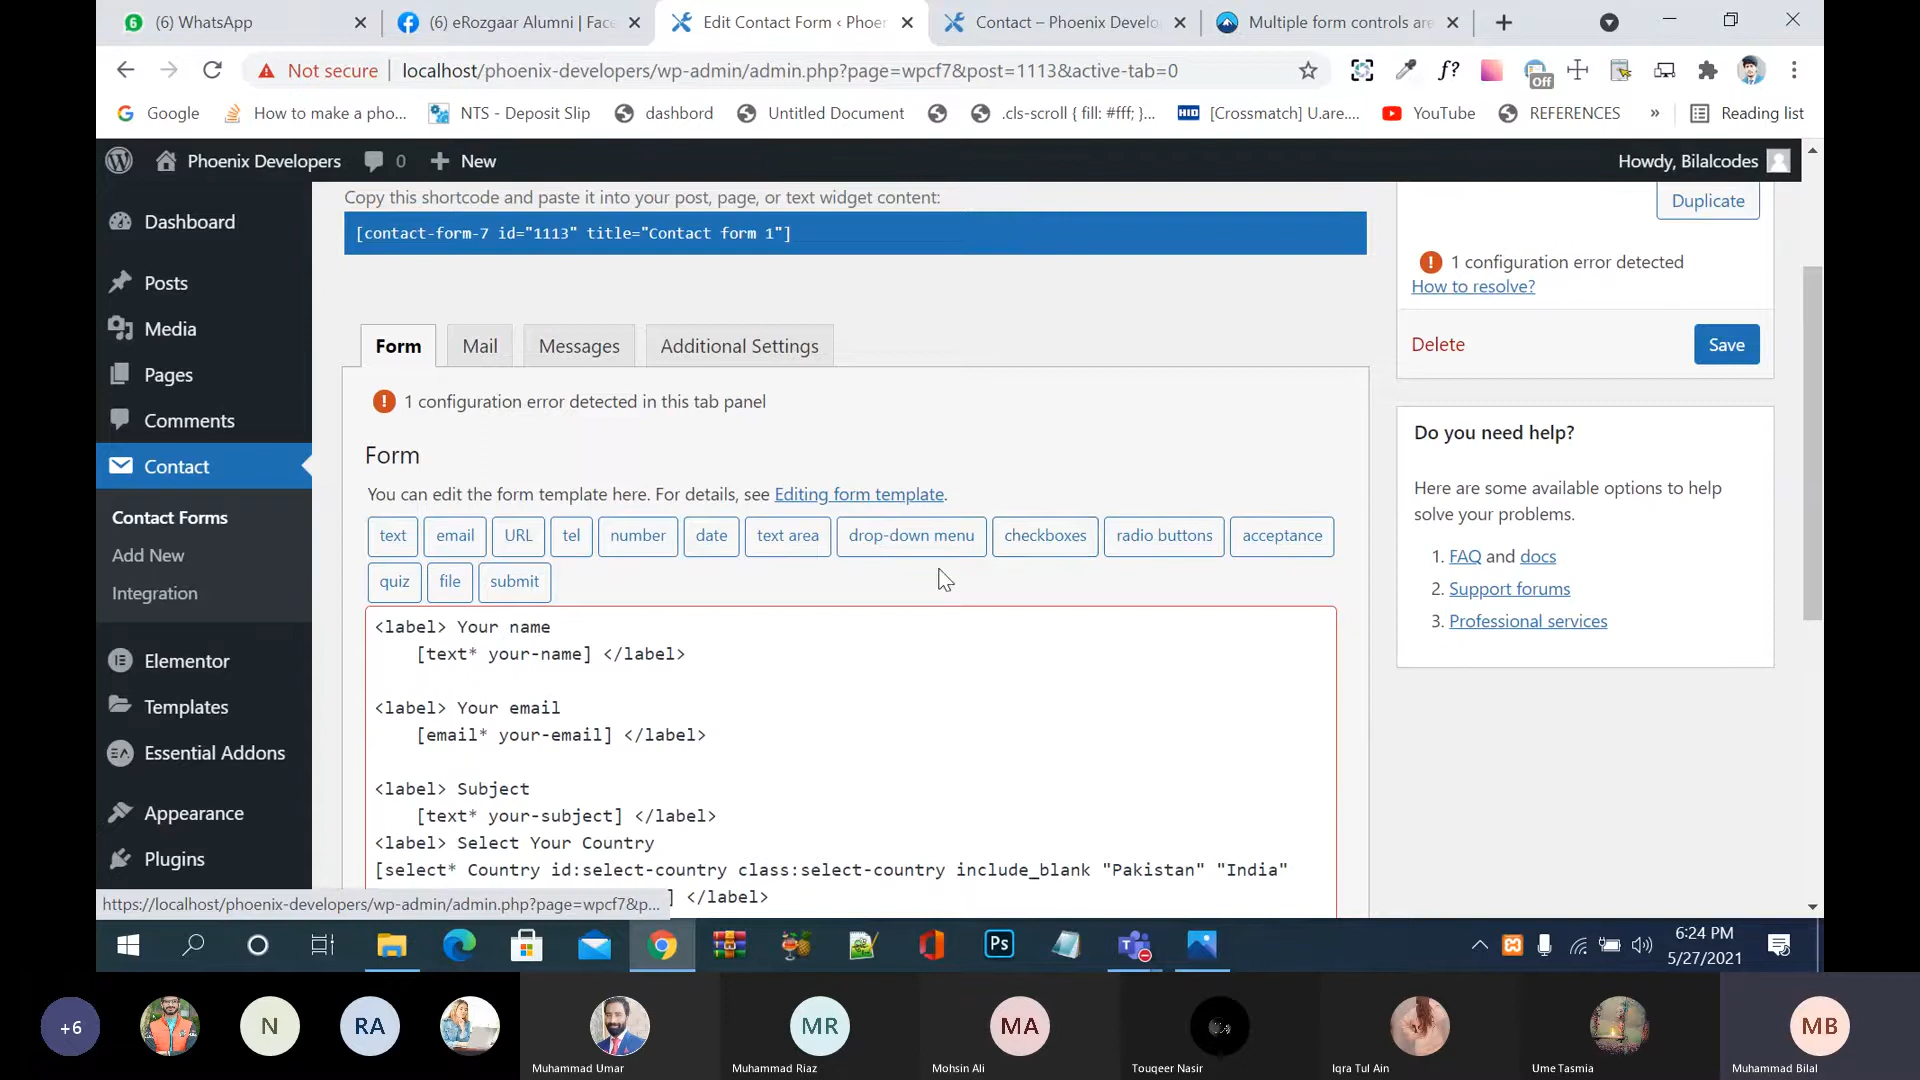 (6) WhatsApp
(6) eRozgaar Alumni | Face
Edit Contact Form ‹ Phoen
Contact – Phoenix Develo
Multiple form controls are
Not secure
localhost/phoenix-developers/wp-admin/admin.php?page=wpcf7&post=1113&active-tab=0
f?
Off
Google
How to make a pho...
NTS - Deposit Slip
dashbord
Untitled Document
.cls-scroll { fill: #fff; }...
HID
[Crossmatch] U.are....
YouTube
REFERENCES
»
Reading list
Phoenix Developers
0
New
Howdy, Bilalcodes
Dashboard
Posts
Media
Pages
Comments
Contact
Contact Forms
Add New
Integration
Elementor
Templates
Essential Addons
Appearance
Plugins
Copy this shortcode and paste it into your post, page, or text widget content:
[contact-form-7 id="1113" title="Contact form 1"]
Form
Mail
Messages
Additional Settings
1 configuration error detected in this tab panel
Form
You can edit the form template here. For details, see Editing form template.
text
email
URL
tel
number
date
text area
drop-down menu
checkboxes
radio buttons
acceptance
quiz
file
submit
<label> Your name
[text* your-name] </label>
<label> Your email
[email* your-email] </label>
<label> Subject
[text* your-subject] </label>
<label> Select Your Country
[select* Country id:select-country class:select-country include_blank "Pakistan" "India"
] </label>
Duplicate
1 configuration error detected
How to resolve?
Delete
Save
Do you need help?
Here are some available options to help
solve your problems.
1. FAQ and docs
2. Support forums
3. Professional services
https://localhost/phoenix-developers/wp-admin/admin.php?page=wpcf7&p...
Ps
6:24 PM
5/27/2021
+6
N
RA
Muhammad Umar
MR
Muhammad Riaz
MA
Mohsin Ali
Touqeer Nasir
Iqra Tul Ain
Ume Tasmia
MB
Muhammad Bilal